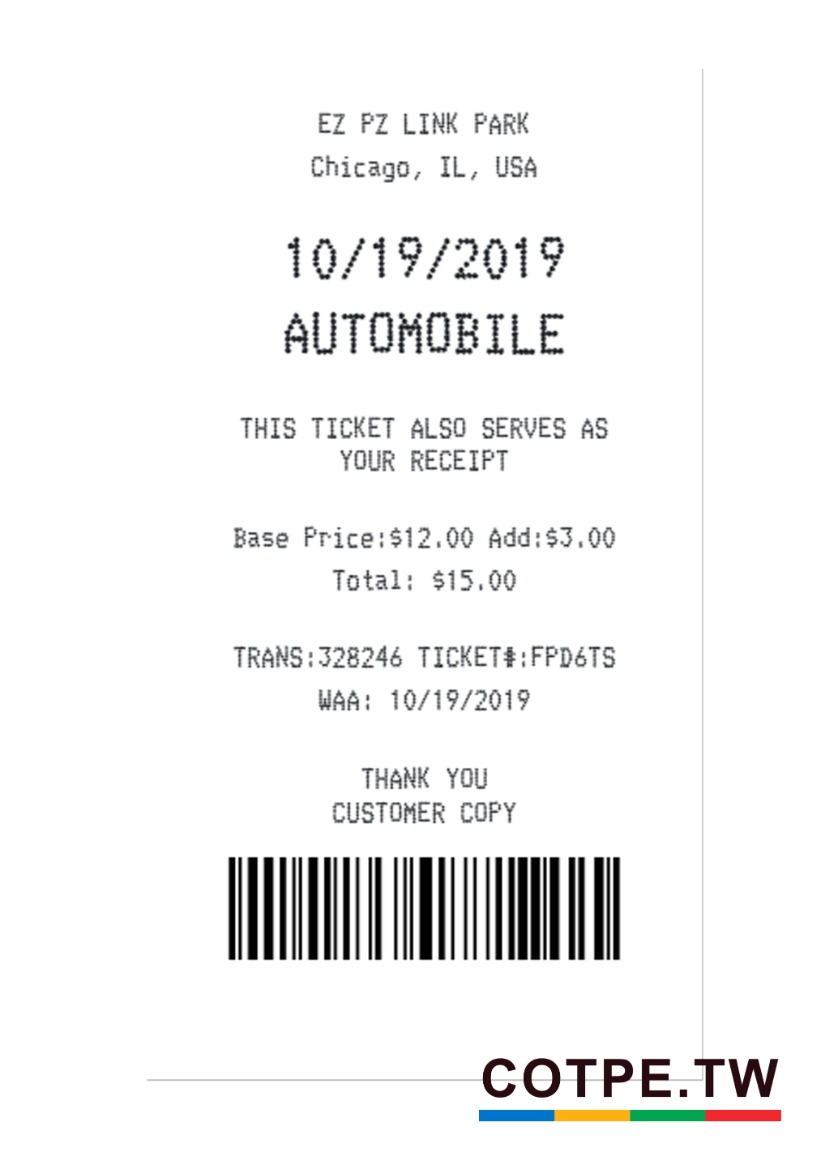 EZ PZ LINK PARK
Chicago, IL, USA
10/19/2019
AUTOMOBILE
THIS TICKET ALSO SERVES AS
YOUR RECEIPT
Base Price:$12.00 Add:$3.00
Total: $15.00
TRANS:328246 TICKET#:FPD6TS
WAA: 10/19/2019
THANK YOU
CUSTOMER COPY
COTPE.TW